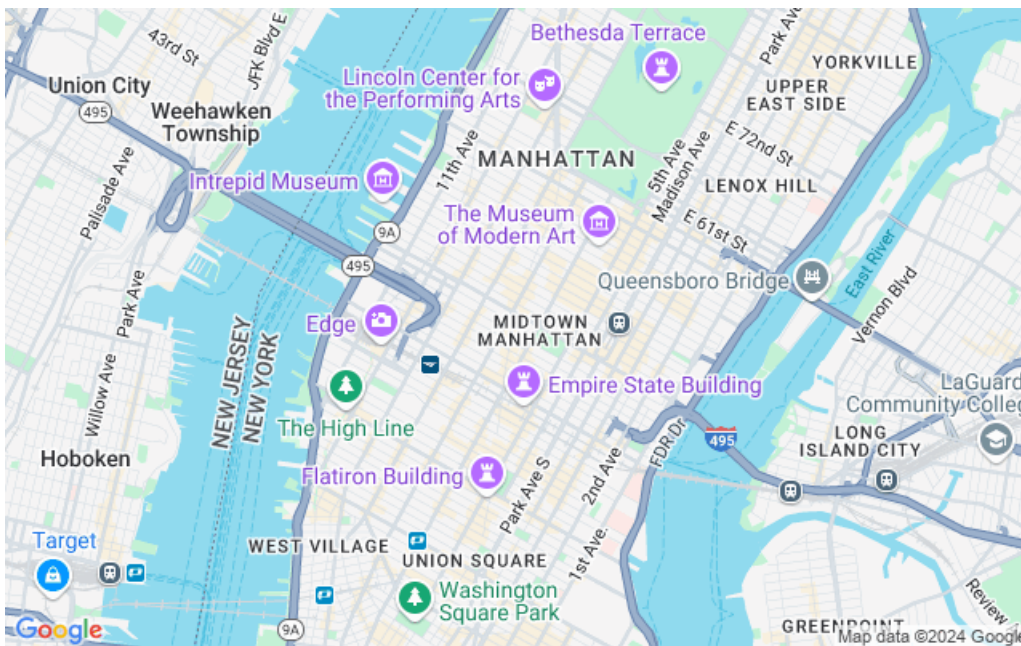 Bethesda Terrace
43rd St
JFK Blvd E
Park Ave
YORKVILLE
Union City
Lincoln Center for
the Performing Arts
UPPER
EAST SIDE
495
Weehawken
Township
E 72nd St
11th Ave
MANHATTAN
5th Ave
Madison Ave
Intrepid Museum
LENOX HILL
Palisade Ave
The Museum
of Modern Art
E 61st St
9A
495
Queensboro Bridge
East River
Park Ave
Vernon Blvd
Edge
MIDTOWN
MANHATTAN
NEW JERSEY
NEW YORK
Willow Ave
Empire State Building
LaGuard
Community Colleg
The High Line
495
FDR Dr
LONG
ISLAND CITY
Hoboken
Flatiron Building
2nd Ave
Park Ave S
Target
WEST VILLAGE
UNION SQUARE
1st Ave.
Washington
Square Park
Review A
Google
9A
GREENPOINT
Map data ©2024 Google